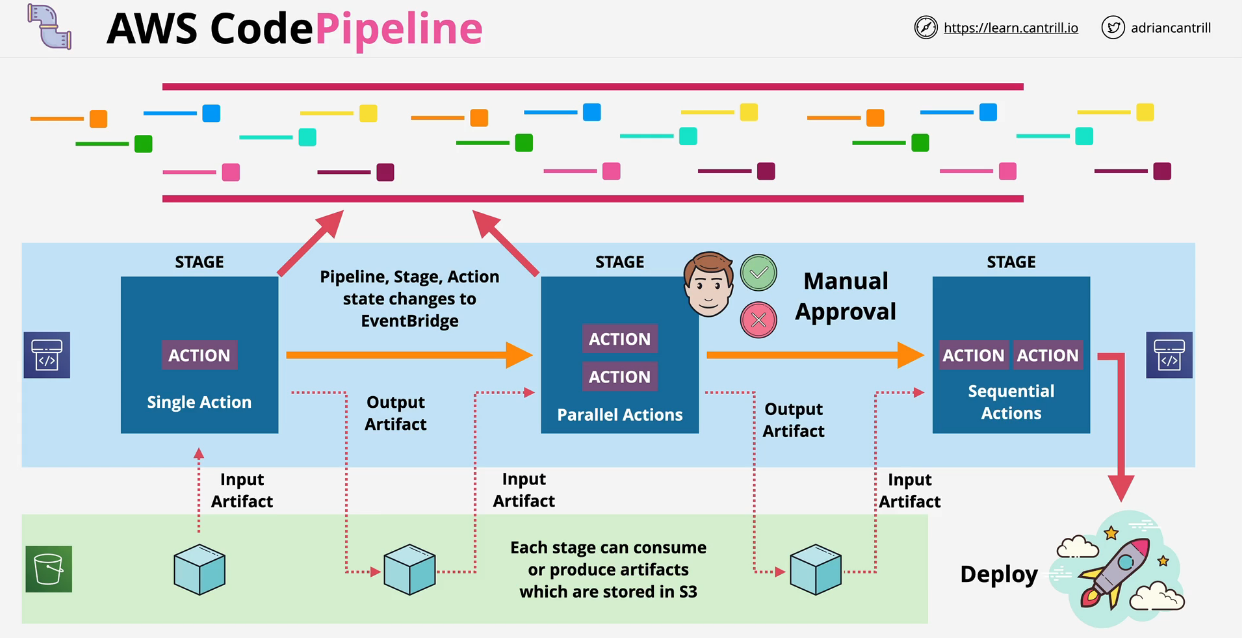 AWS CodePipeline
https://learn.cantrill.io
adriancantrill
STAGE
STAGE
STAGE
Pipeline, Stage, Action
state changes to
EventBridge
Manual
Approval
ACTION
Single Action
ACTION
ACTION
Parallel Actions
ACTION ACTION
Sequential
Actions
Output
Artifact
Output
Artifact
Input
Artifact
Input
Artifact
Input
Artifact
Each stage can consume
or produce artifacts
which are stored in S3
Deploy